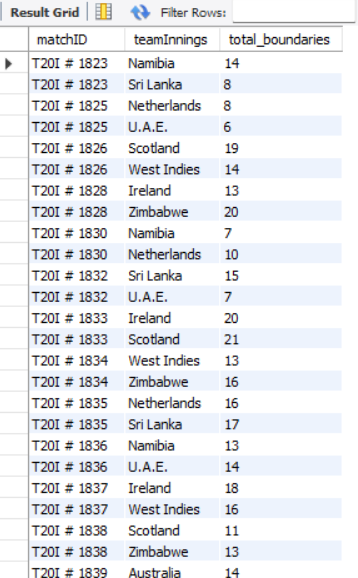 Result Grid Filter Rows:
matchID teamInnings total_boundaries
T20I # 1823 Namibia 14
T20I # 1823 Sri Lanka 8
T20I # 1825 Netherlands 8
T20I # 1825 U.A.E. 6
T20I # 1826 Scotland 19
T20I # 1826 West Indies 14
T20I # 1828 Ireland 13
T20I # 1828 Zimbabwe 20
T20I # 1830 Namibia 7
T20I # 1830 Netherlands 10
T20I # 1832 Sri Lanka 15
T20I # 1832 U.A.E. 7
T20I # 1833 Ireland 20
T20I # 1833 Scotland 21
T20I # 1834 West Indies 13
T20I # 1834 Zimbabwe 16
T20I # 1835 Netherlands 16
T20I # 1835 Sri Lanka 17
T20I # 1836 Namibia 13
T20I # 1836 U.A.E. 14
T20I # 1837 Ireland 18
T20I # 1837 West Indies 16
T20I # 1838 Scotland 11
T20I # 1838 Zimbabwe 13
T20I # 1839 Australia 14